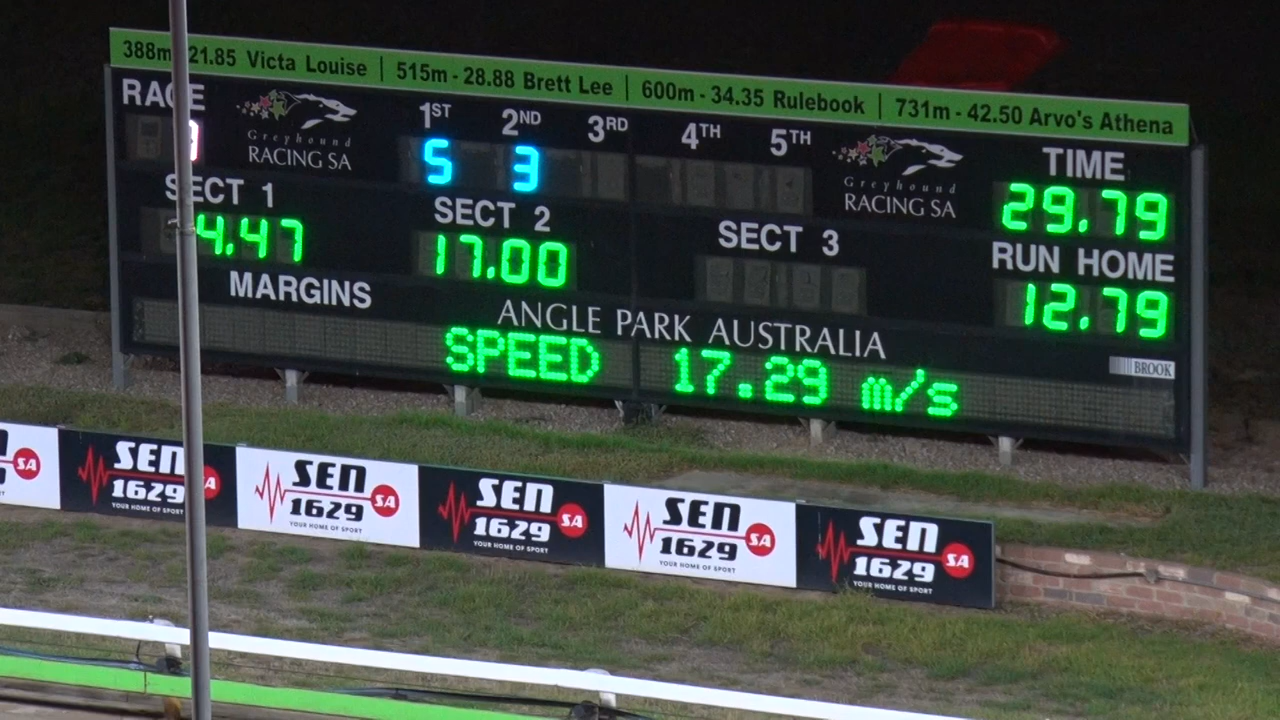 388m 21.85 Victa Louise | 515m - 28.88 Brett Lee | 600m - 34.35 Rulebook | 731m - 42.50 Arvo's Athena
RACE
Greyhound
RACING SA
1ST 2ND 3RD 4TH 5TH
5 3
Greyhound
RACING SA
TIME
29.79
SECT 1
4.47
SECT 2
17.00
SECT 3
RUN HOME
12.79
MARGINS
ANGLE PARK AUSTRALIA
SPEED 17.29 m/s
BROOK
SA
SEN
1629
SA
YOUR HOME OF SPORT
SEN
1629
SA
YOUR HOME OF SPORT
SEN
1629
SA
YOUR HOME OF SPORT
SEN
1629
SA
YOUR HOME OF SPORT
SEN
1629
SA
YOUR HOME OF SPORT